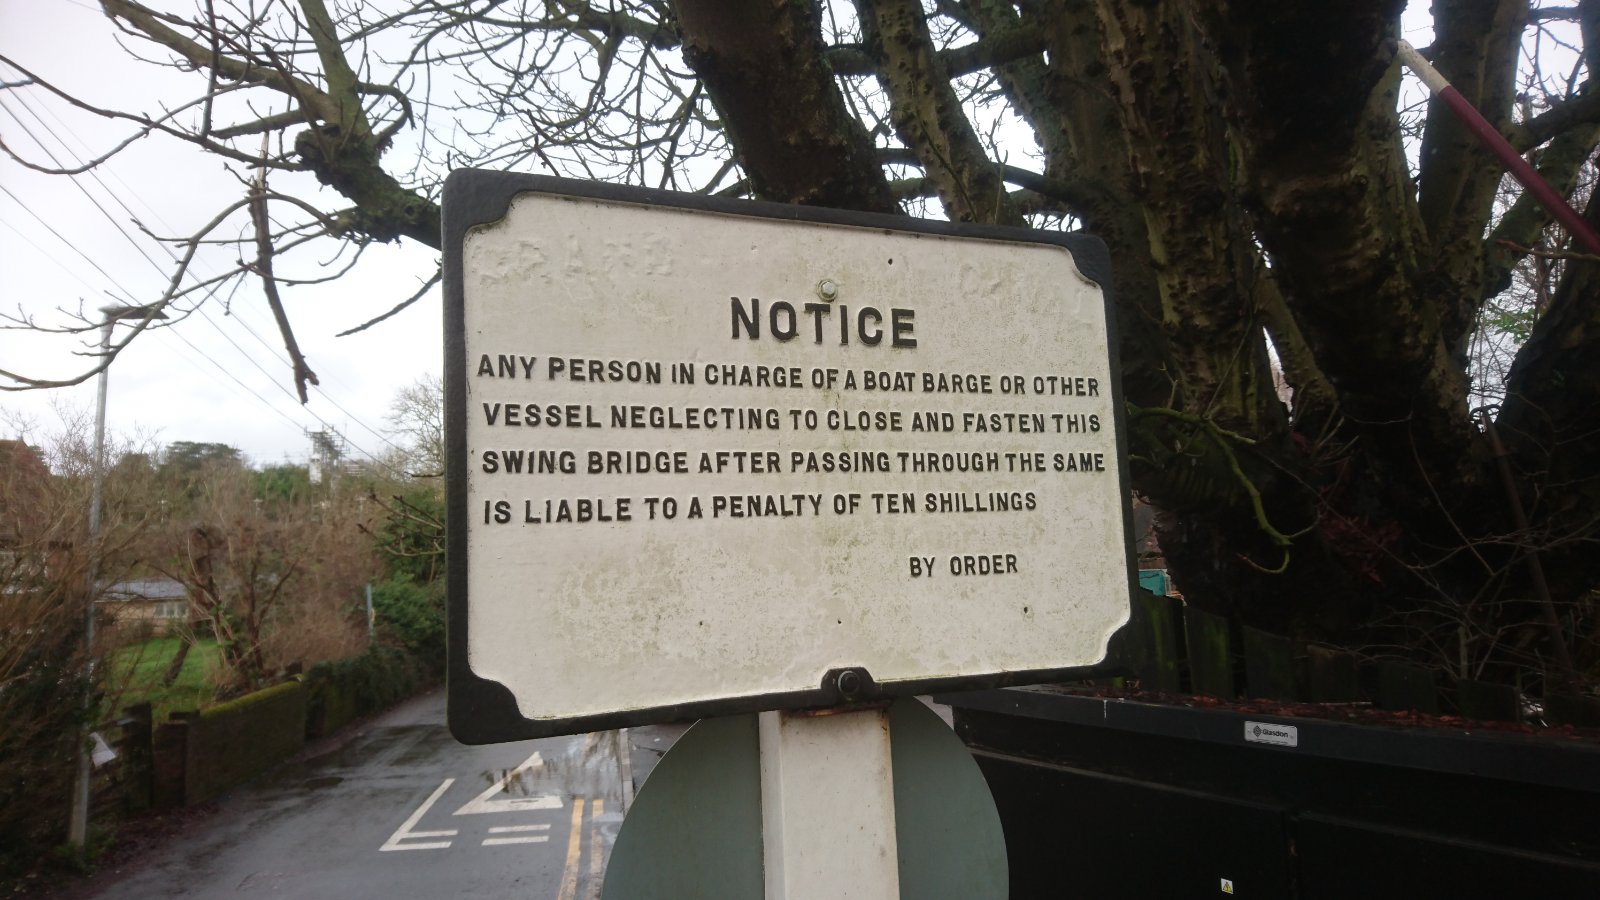 NOTICE
ANY PERSON IN CHARGE OF A BOAT BARGE OR OTHER
VESSEL NEGLECTING TO CLOSE AND FASTEN THIS
SWING BRIDGE AFTER PASSING THROUGH THE SAME
IS LIABLE TO A PENALTY OF TEN SHILLINGS
BY ORDER
Glasdon